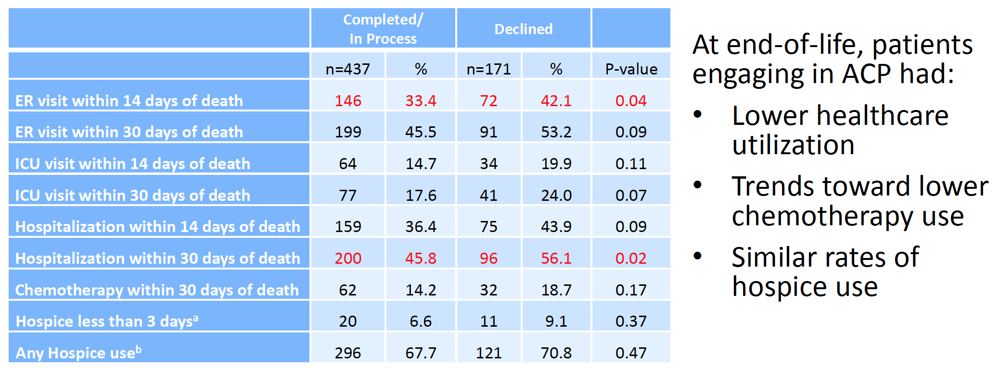 Completed/
In Process
Declined
n=437 % n=171 % P-value
ER visit within 14 days of death 146 33.4 72 42.1 0.04
ER visit within 30 days of death 199 45.5 91 53.2 0.09
ICU visit within 14 days of death 64 14.7 34 19.9 0.11
ICU visit within 30 days of death 77 17.6 41 24.0 0.07
Hospitalization within 14 days of death 159 36.4 75 43.9 0.09
Hospitalization within 30 days of death 200 45.8 96 56.1 0.02
Chemotherapy within 30 days of death 62 14.2 32 18.7 0.17
Hospice less than 3 daysᵃ 20 6.6 11 9.1 0.37
Any Hospice useᵇ 296 67.7 121 70.8 0.47
At end-of-life, patients
engaging in ACP had:
• Lower healthcare
utilization
• Trends toward lower
chemotherapy use
• Similar rates of
hospice use